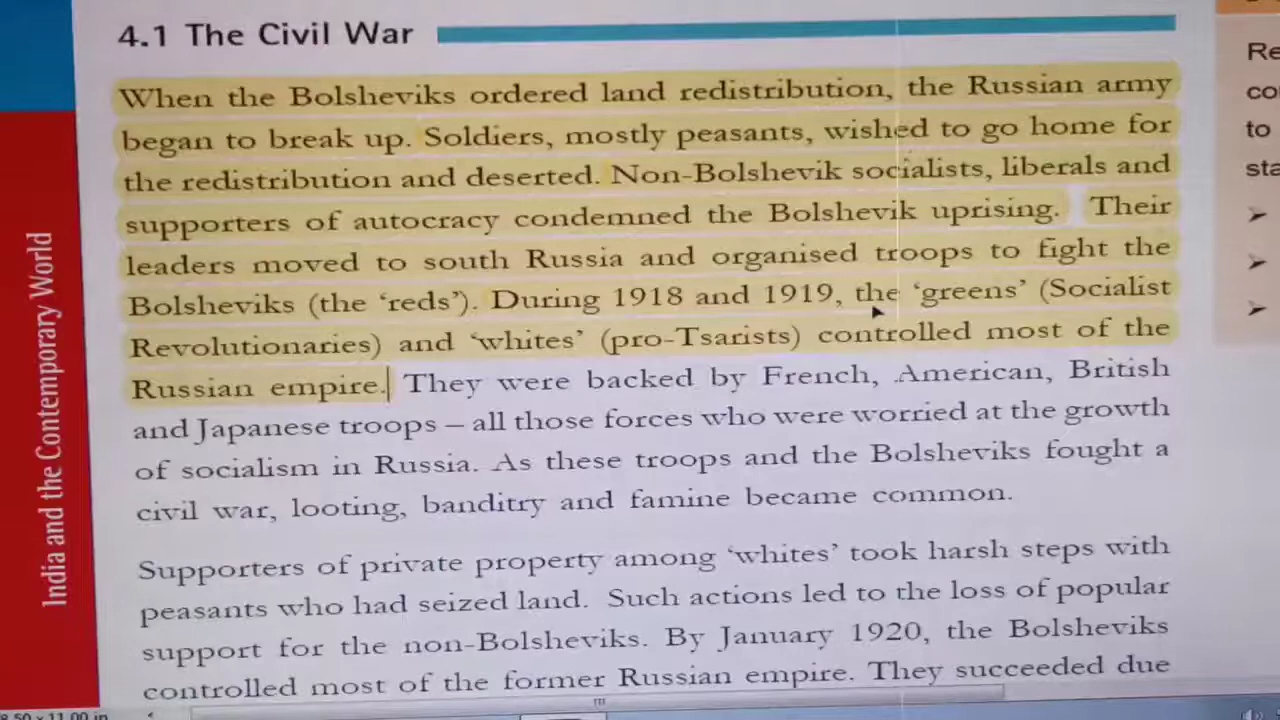 4.1 The Civil War
When the Bolsheviks ordered land redistribution, the Russian army
began to break up. Soldiers, mostly peasants, wished to go home for
the redistribution and deserted. Non-Bolshevik socialists, liberals and
supporters of autocracy condemned the Bolshevik uprising. Their
leaders moved to south Russia and organised troops to fight the
Bolsheviks (the ‘reds’). During 1918 and 1919, the ‘greens’ (Socialist
Revolutionaries) and ‘whites’ (pro-Tsarists) controlled most of the
Russian empire. They were backed by French, American, British
and Japanese troops – all those forces who were worried at the growth
of socialism in Russia. As these troops and the Bolsheviks fought a
civil war, looting, banditry and famine became common.
Supporters of private property among ‘whites’ took harsh steps with
peasants who had seized land. Such actions led to the loss of popular
support for the non-Bolsheviks. By January 1920, the Bolsheviks
controlled most of the former Russian empire. They succeeded due
India and the Contemporary World
Re
co
to
sta
8.50 x 11.00 in